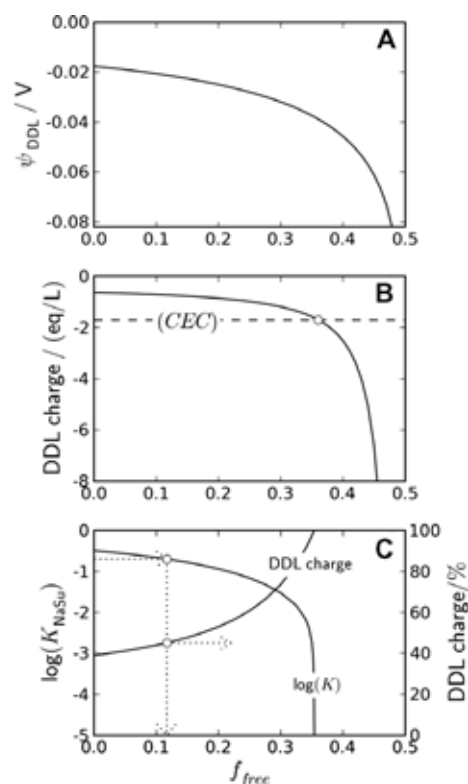 A
0.00
-0.02
-0.04
-0.06
-0.08
ψDDL / V
0.0 0.1 0.2 0.3 0.4 0.5
B
0
-2
-4
-6
-8
DDL charge / (eq/L)
(CEC)
0.0 0.1 0.2 0.3 0.4 0.5
C
0
-1
-2
-3
-4
-5
log(KNaSu)
DDL charge
log(K)
100
80
60
40
20
0
DDL charge/%
0.0 0.1 0.2 0.3 0.4 0.5
ffree